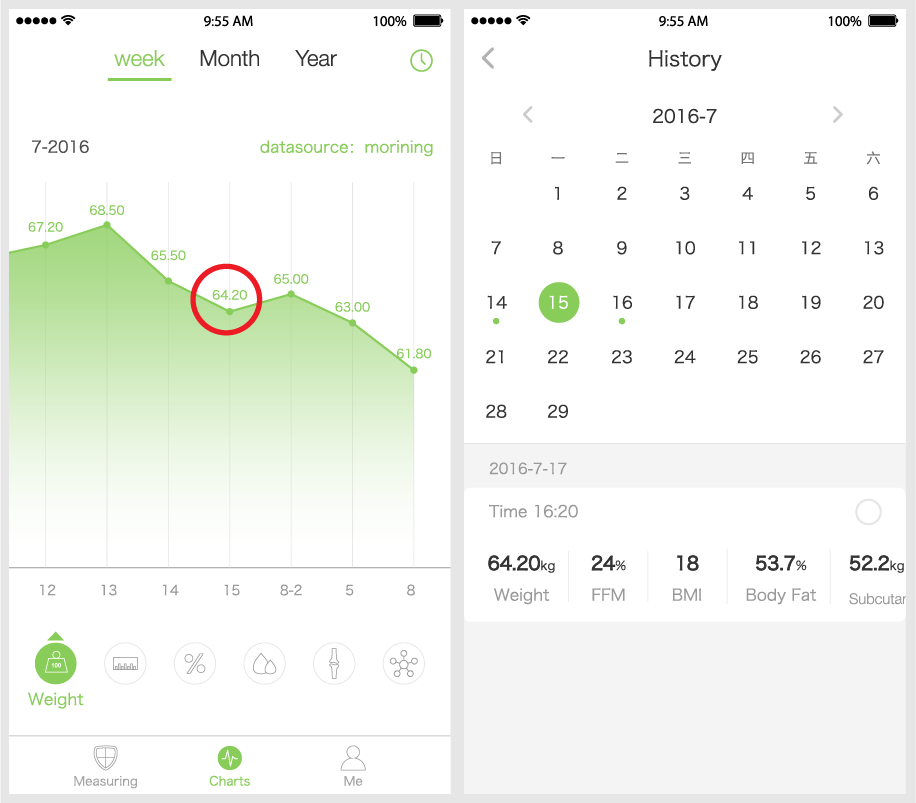 9:55 AM 100%
week Month Year
7-2016 datasource: morining
68.50
67.20
65.50
65.00
64.20
63.00
61.80
12 13 14 15 8-2 5 8
100
Weight
Measuring Charts Me
9:55 AM 100%
History
2016-7
日 一 二 三 四 五 六
1 2 3 4 5 6
7 8 9 10 11 12 13
14 15 16 17 18 19 20
21 22 23 24 25 26 27
28 29
2016-7-17
Time 16:20
64.20kg 24% 18 53.7% 52.2kg
Weight FFM BMI Body Fat Subcutar